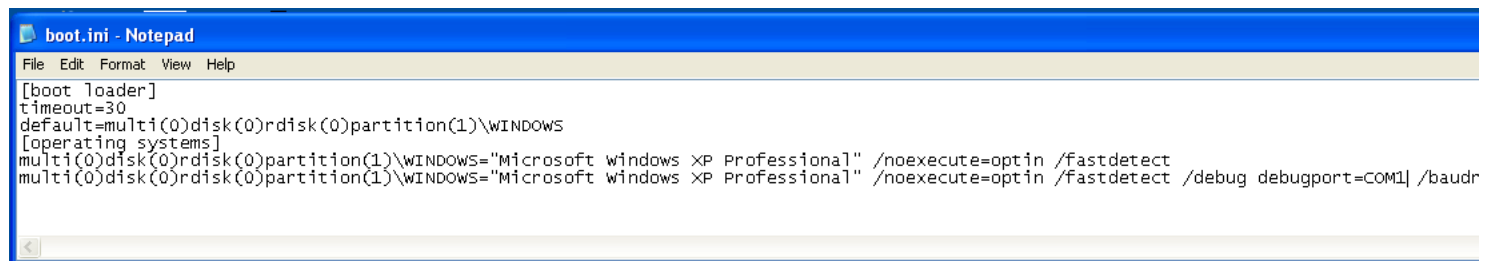 boot.ini - Notepad
File Edit Format View Help
[boot loader]
timeout=30
default=multi(0)disk(0)rdisk(0)partition(1)\WINDOWS
[operating systems]
multi(0)disk(0)rdisk(0)partition(1)\WINDOWS="Microsoft Windows XP Professional" /noexecute=optin /fastdetect
multi(0)disk(0)rdisk(0)partition(1)\WINDOWS="Microsoft Windows XP Professional" /noexecute=optin /fastdetect /debug debugport=COM1 /baudr